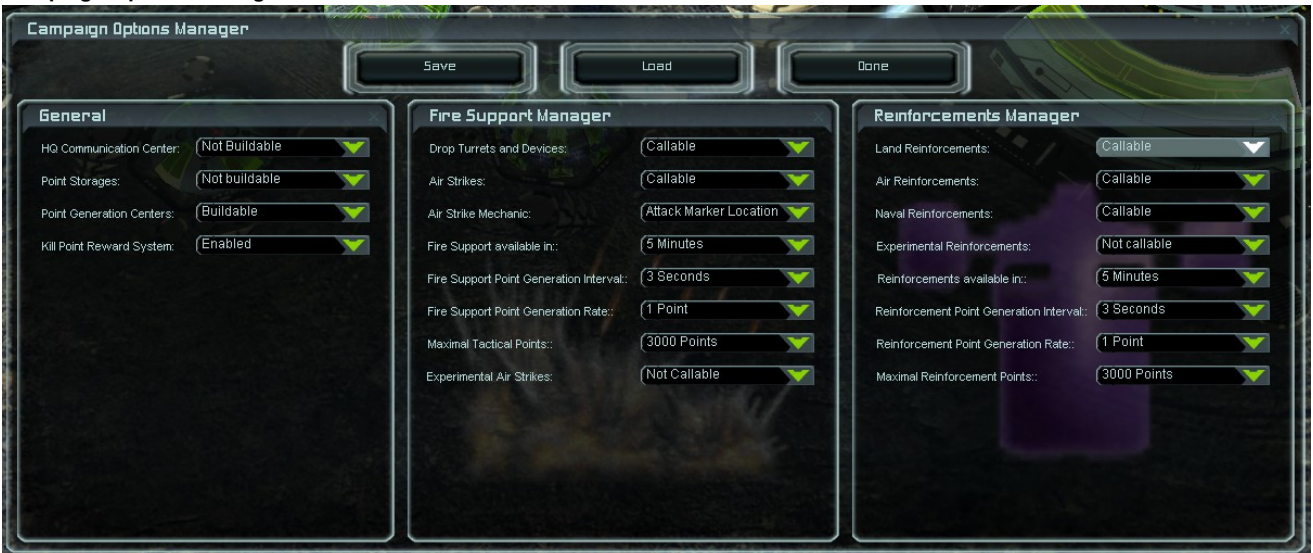 Campaign Options Manager
Save
Load
Done
General
HQ Communication Center: Not Buildable
Point Storages: Not buildable
Point Generation Centers: Buildable
Kill Point Reward System: Enabled
Fire Support Manager
Drop Turrets and Devices: Callable
Air Strikes: Callable
Air Strike Mechanic: Attack Marker Location
Fire Support available in:: 5 Minutes
Fire Support Point Generation Interval:: 3 Seconds
Fire Support Point Generation Rate:: 1 Point
Maximal Tactical Points:: 3000 Points
Experimental Air Strikes: Not Callable
Reinforcements Manager
Land Reinforcements: Callable
Air Reinforcements: Callable
Naval Reinforcements: Callable
Experimental Reinforcements: Not callable
Reinforcements available in:: 5 Minutes
Reinforcement Point Generation Interval:: 3 Seconds
Reinforcement Point Generation Rate:: 1 Point
Maximal Reinforcement Points:: 3000 Points